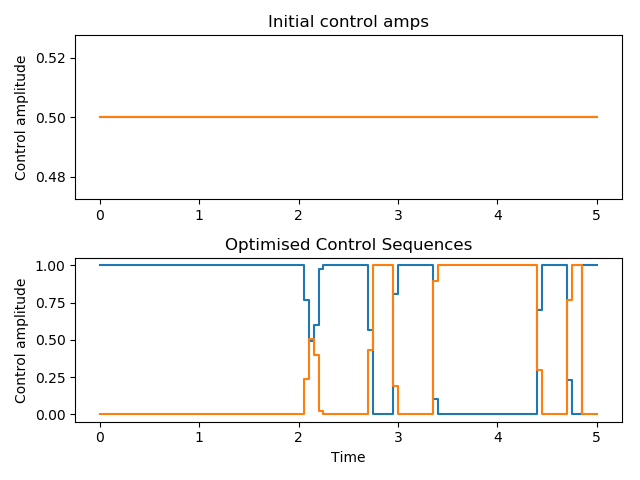 Initial control amps
Control amplitude
0.52
0.50
0.48
0 1 2 3 4 5
Optimised Control Sequences
Control amplitude
1.00
0.75
0.50
0.25
0.00
0 1 2 3 4 5
Time